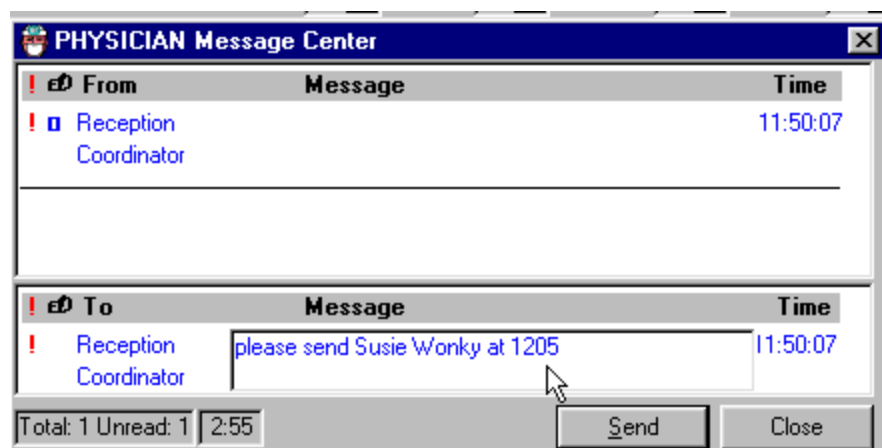 PHYSICIAN Message Center
! From Message Time
! Reception 11:50:07
Coordinator
! To Message Time
! Reception please send Susie Wonky at 1205 11:50:07
Coordinator
Total: 1 Unread: 1 2:55 Send Close